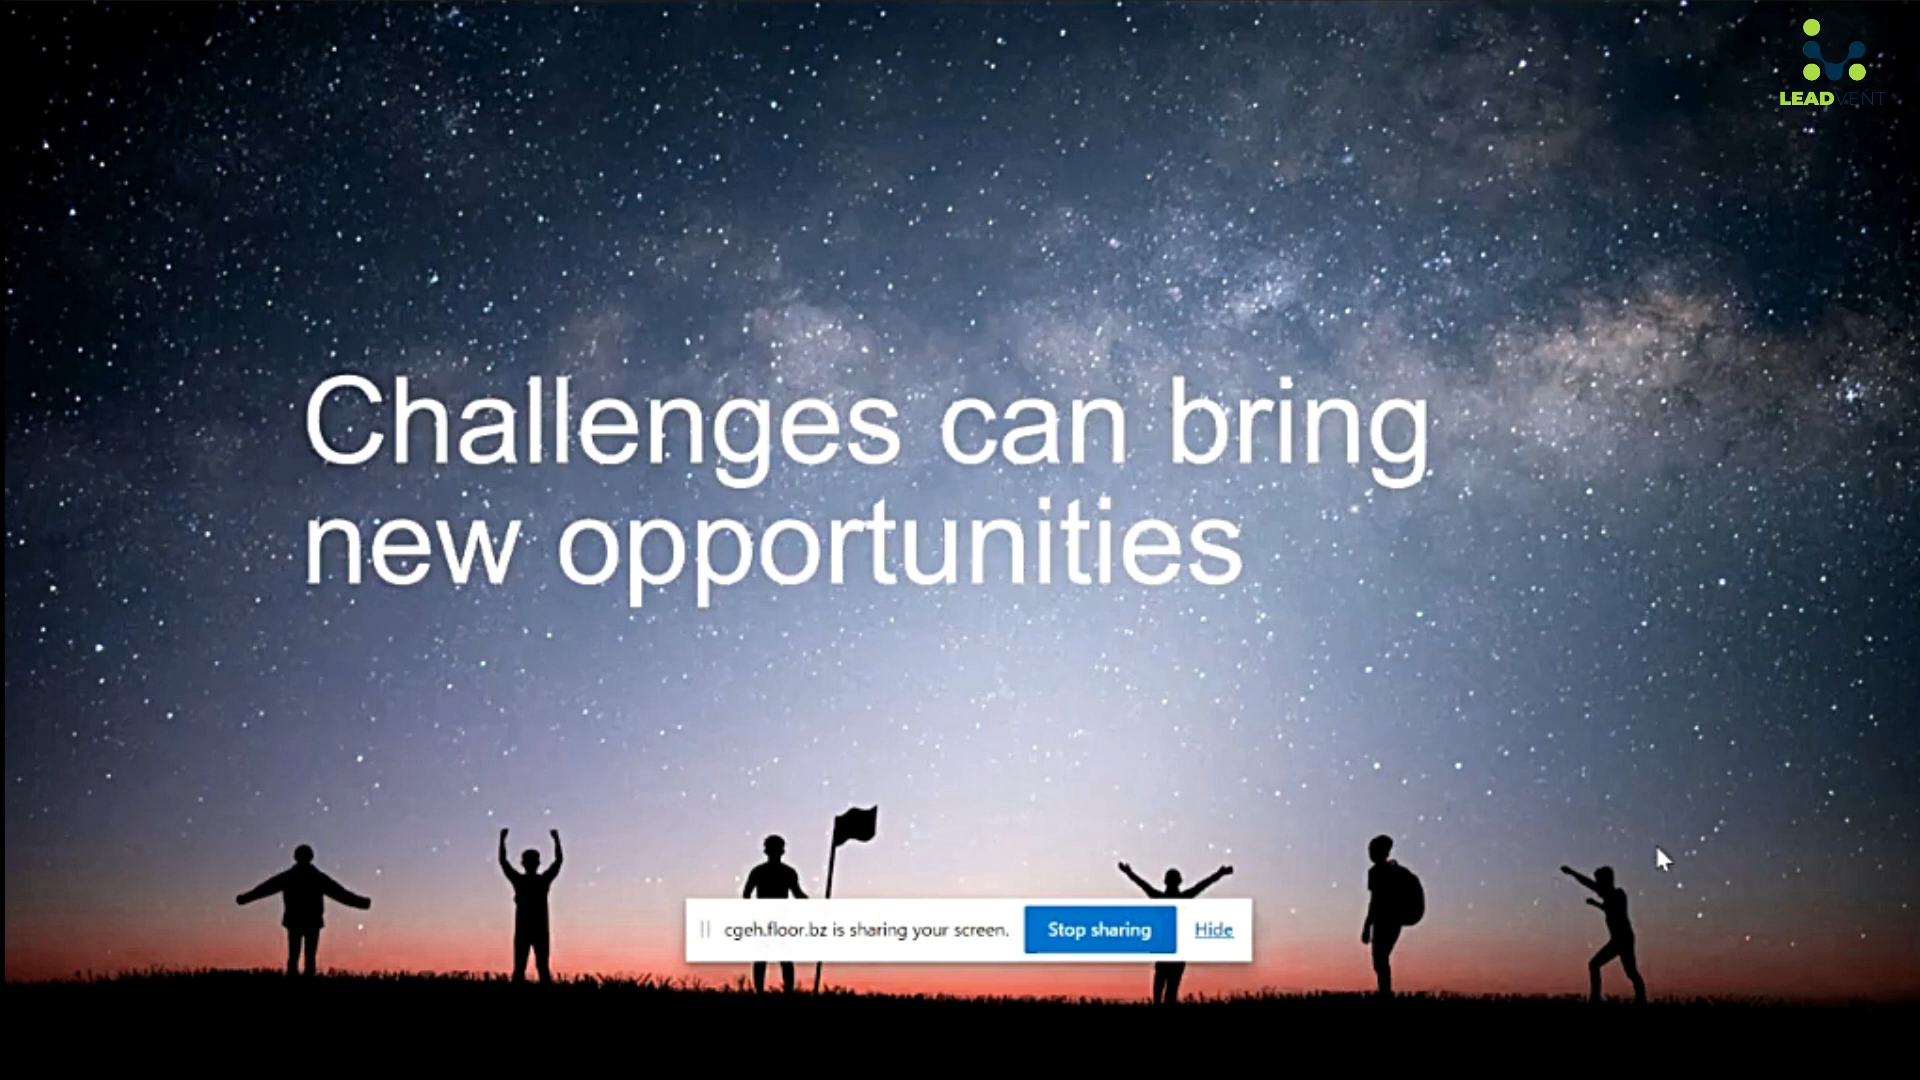 LEADVENT
Challenges can bring
new opportunities
cgeh.floor.bz is sharing your screen. Stop sharing Hide